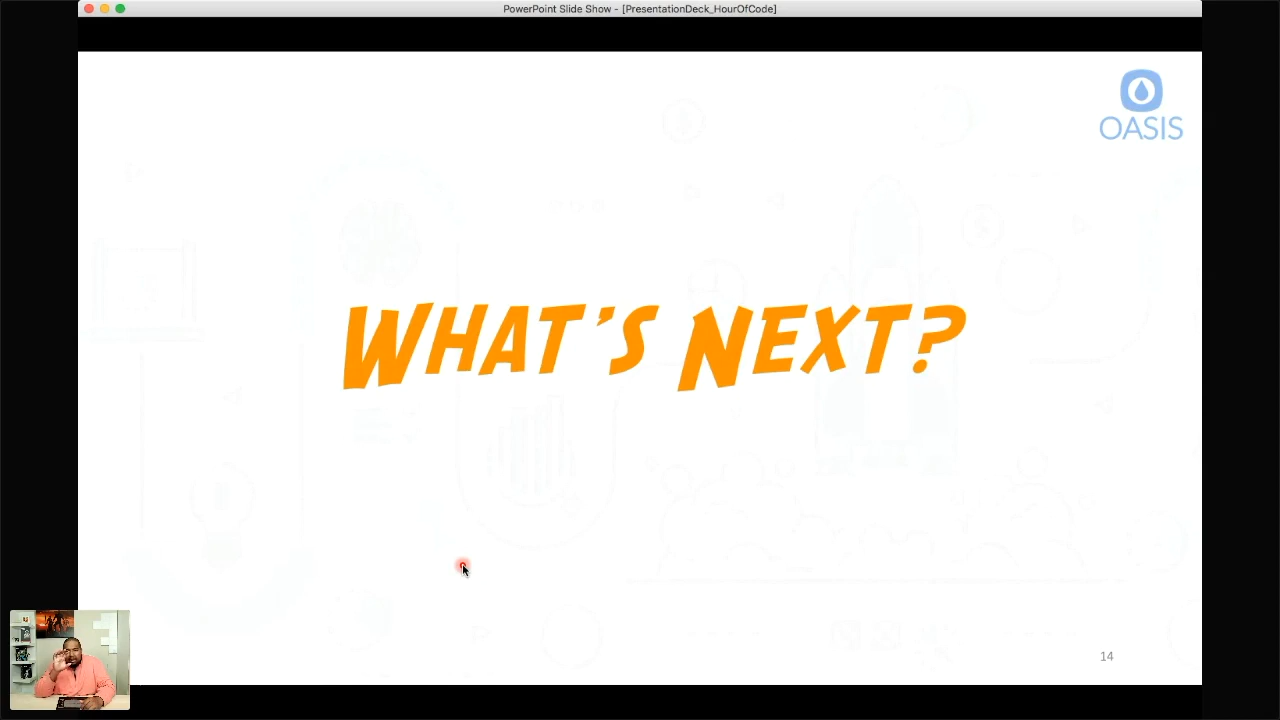 PowerPoint Slide Show - [PresentationDeck_HourOfCode]
OASIS
WHAT'S NEXT?
14